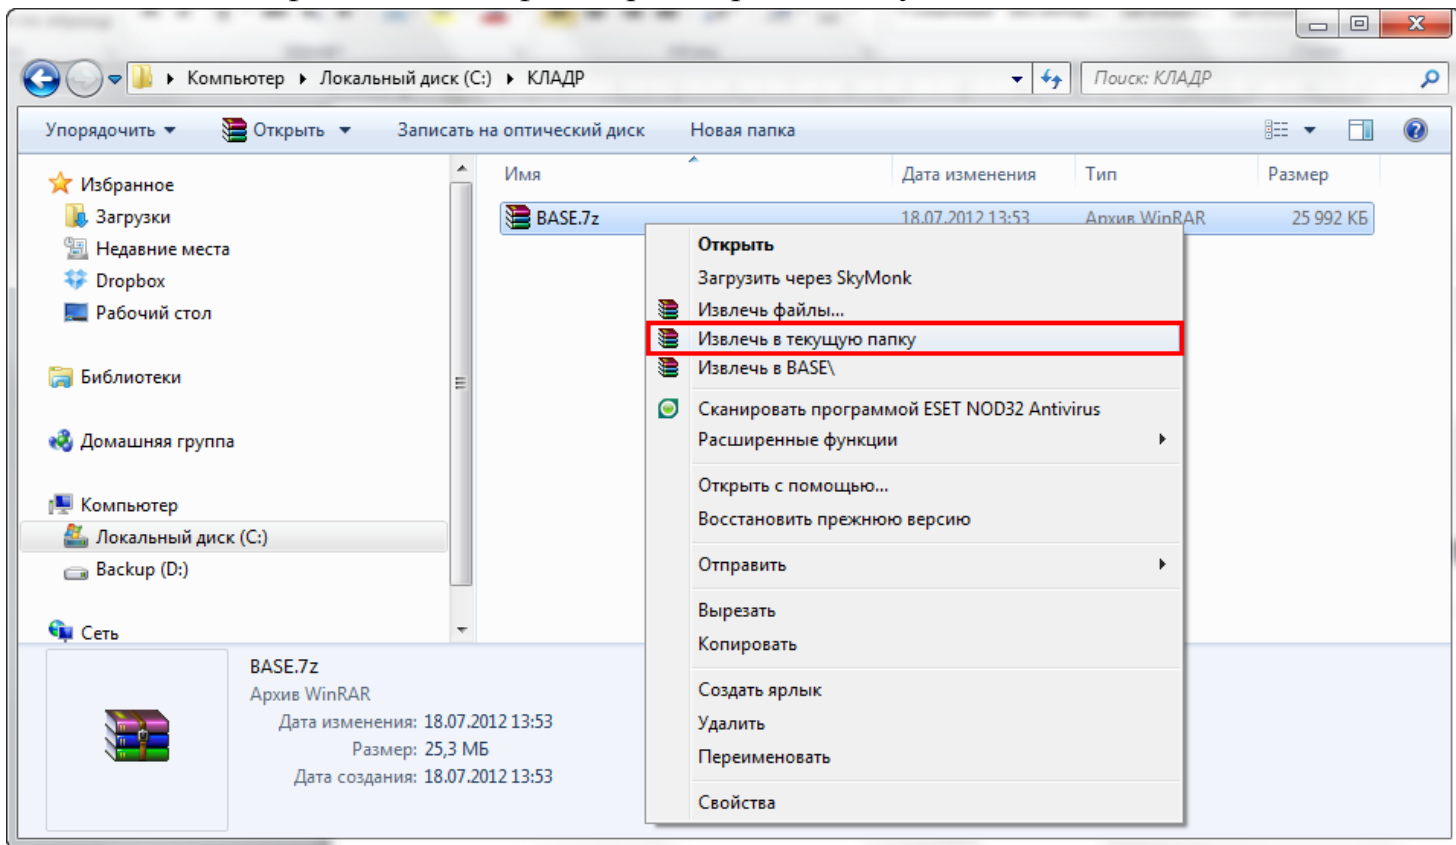 Компьютер ▸ Локальный диск (C:) ▸ КЛАДР
Поиск: КЛАДР
Упорядочить Открыть Записать на оптический диск Новая папка
Избранное
Загрузки
Недавние места
Dropbox
Рабочий стол
Библиотеки
Домашняя группа
Компьютер
Локальный диск (C:)
Backup (D:)
Сеть
Имя Дата изменения Тип Размер
BASE.7z 18.07.2012 13:53 Архив WinRAR 25 992 КБ
Открыть
Загрузить через SkyMonk
Извлечь файлы...
Извлечь в текущую папку
Извлечь в BASE\
Сканировать программой ESET NOD32 Antivirus
Расширенные функции
Открыть с помощью...
Восстановить прежнюю версию
Отправить
Вырезать
Копировать
Создать ярлык
Удалить
Переименовать
Свойства
BASE.7z
Архив WinRAR
Дата изменения: 18.07.2012 13:53
Размер: 25,3 МБ
Дата создания: 18.07.2012 13:53